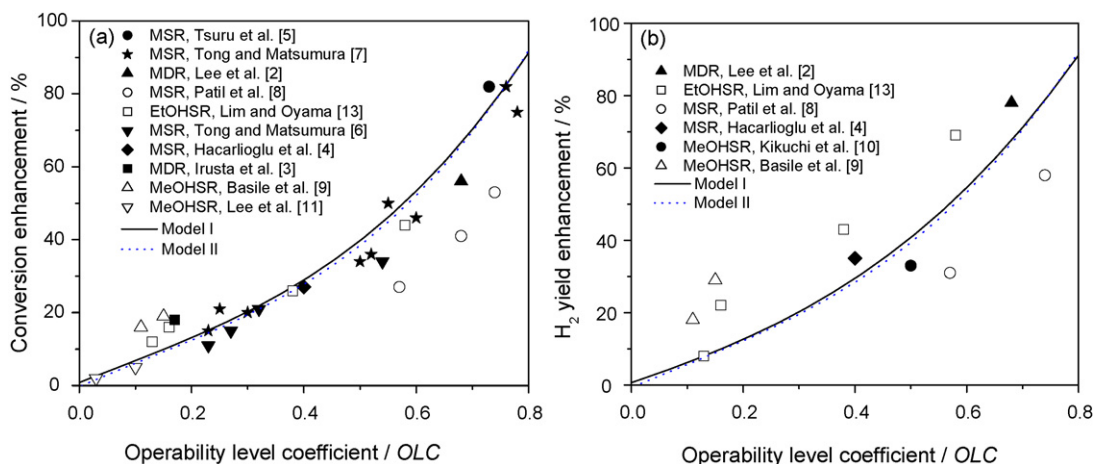 (a)
MSR, Tsuru et al. [5]
MSR, Tong and Matsumura [7]
MDR, Lee et al. [2]
MSR, Patil et al. [8]
EtOHSR, Lim and Oyama [13]
MSR, Tong and Matsumura [6]
MSR, Hacarlioglu et al. [4]
MDR, Irusta et al. [3]
MeOHSR, Basile et al. [9]
MeOHSR, Lee et al. [11]
Model I
Model II
Conversion enhancement / %
100
80
60
40
20
0
0.0 0.2 0.4 0.6 0.8
Operability level coefficient / OLC
(b)
MDR, Lee et al. [2]
EtOHSR, Lim and Oyama [13]
MSR, Patil et al. [8]
MSR, Hacarlioglu et al. [4]
MeOHSR, Kikuchi et al. [10]
MeOHSR, Basile et al. [9]
Model I
Model II
H2 yield enhancement / %
100
80
60
40
20
0
0.0 0.2 0.4 0.6 0.8
Operability level coefficient / OLC